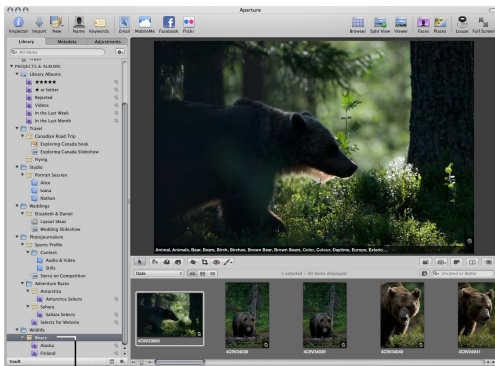 Aperture
Inspector Import New Name Keywords Email MobileMe Facebook Flickr Browser Split View Viewer Faces Places Loupe Full Screen
Library Metadata Adjustments
All Items
Travel
PROJECTS & ALBUMS
Library Albums
★★★★★
★ or better
Rejected
Videos
In the Last Week
In the Last Month
Travel
Canadian Road Trip
Exploring Canada book
Exploring Canada Slideshow
Flying
Studio
Portrait Session
Alice
Ivana
Nathan
Weddings
Elizabeth & Daniel
Layout Ideas
Wedding Slideshow
Photojournalism
Sports Profile
Content
Audio & Video
Stills
Sierra on Competition
Adventure Races
Antarctica
Antarctica Selects
Sahara
Sahara Selects
Selects for Website
Wildlife
Bears
Alaska
Finland
Vault
Animal, Animals, Bear, Bears, Birch, Birches, Brown Bear, Brown Bears, Color, Colour, Daytime, Europe, Exterio...
Date
1 selected - 30 items displayed
Unrated or Better
4C9V33950
4C9V34030
4C9V34039
4C9V34040
4C9V34041